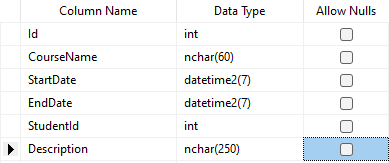 Column Name Data Type Allow Nulls
Id int
CourseName nchar(60)
StartDate datetime2(7)
EndDate datetime2(7)
StudentId int
Description nchar(250)